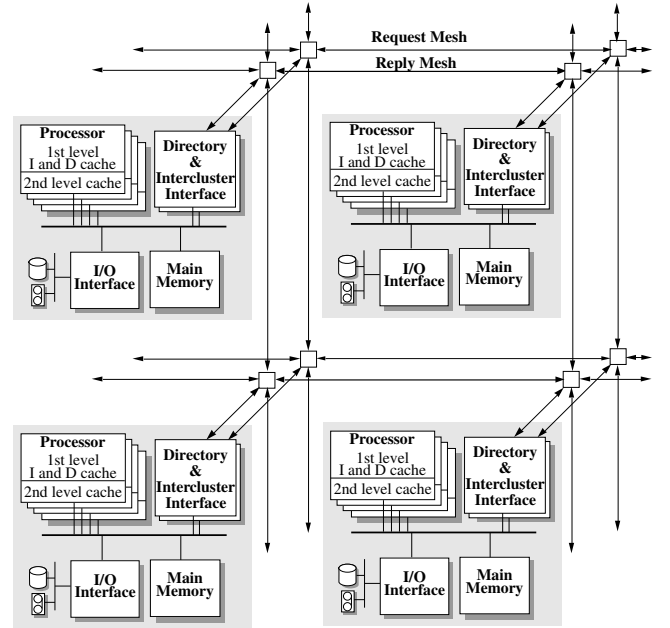 Request Mesh
Reply Mesh
Processor
1st level
I and D cache
2nd level cache
Directory
&
Intercluster
Interface
I/O
Interface
Main
Memory
Processor
1st level
I and D cache
2nd level cache
Directory
&
Intercluster
Interface
I/O
Interface
Main
Memory
Processor
1st level
I and D cache
2nd level cache
Directory
&
Intercluster
Interface
I/O
Interface
Main
Memory
Processor
1st level
I and D cache
2nd level cache
Directory
&
Intercluster
Interface
I/O
Interface
Main
Memory